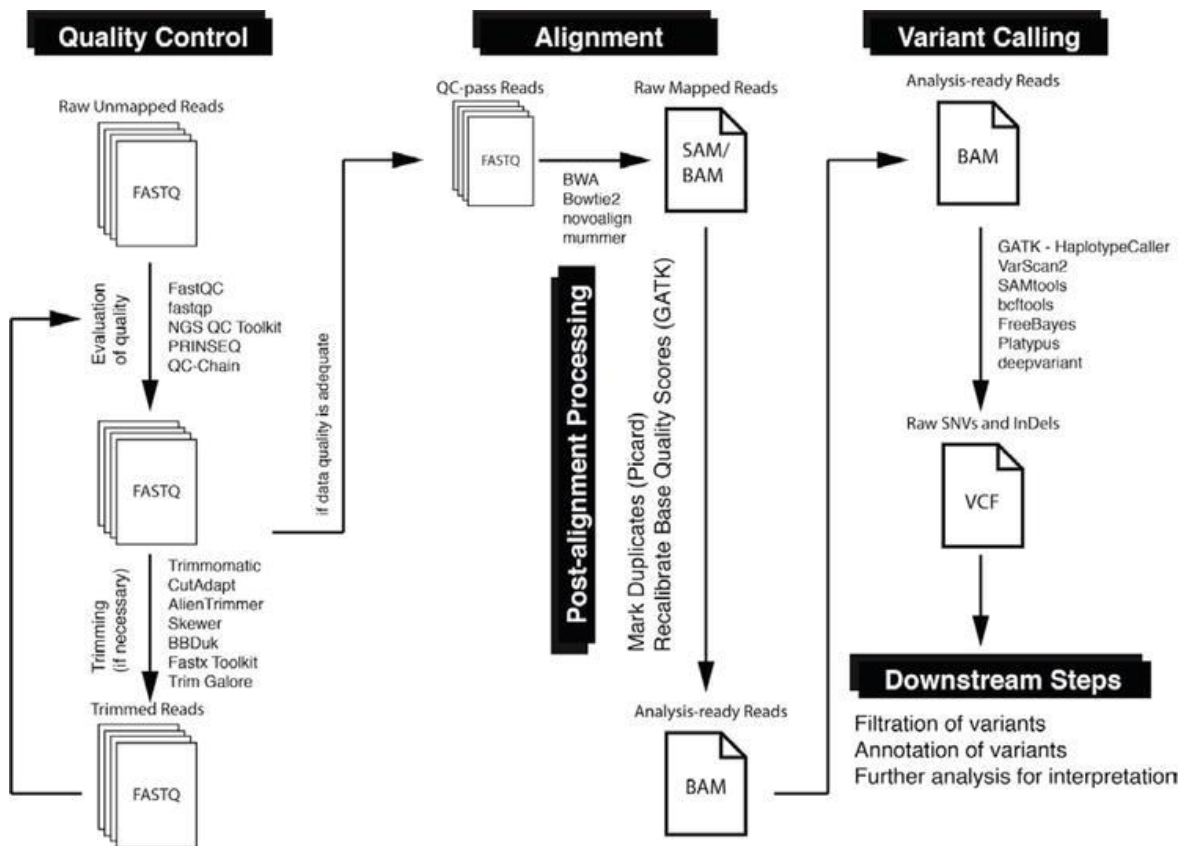 Quality Control
Raw Unmapped Reads
FASTQ
Evaluation
of quality
FastQC
fastqp
NGS QC Toolkit
PRINSEQ
QC-Chain
FASTQ
if data quality is adequate
Trimming
(if necessary)
Trimmomatic
CutAdapt
AlienTrimmer
Skewer
BBDuk
Fastx Toolkit
Trim Galore
Trimmed Reads
FASTQ
Alignment
QC-pass Reads
FASTQ
BWA
Bowtie2
novoalign
mummer
Raw Mapped Reads
SAM/
BAM
Post-alignment Processing
Mark Duplicates (Picard)
Recalibrate Base Quality Scores (GATK)
Analysis-ready Reads
BAM
Variant Calling
Analysis-ready Reads
BAM
GATK - HaplotypeCaller
VarScan2
SAMtools
bcftools
FreeBayes
Platypus
deepvariant
Raw SNVs and InDels
VCF
Downstream Steps
Filtration of variants
Annotation of variants
Further analysis for interpretation